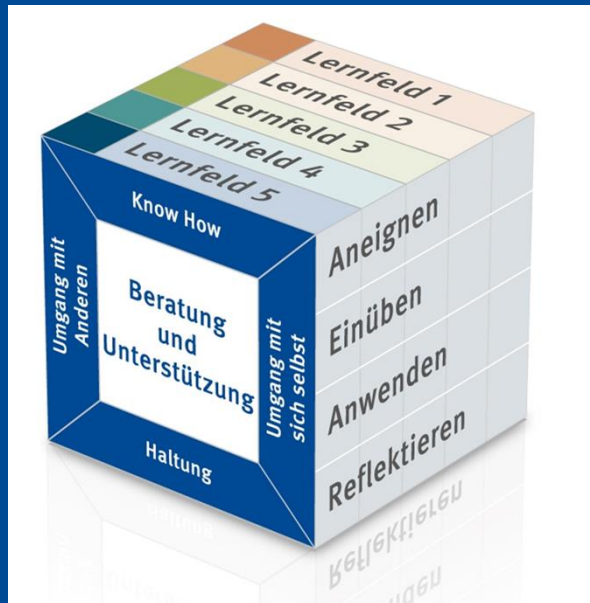 Lernfeld 1
Lernfeld 2
Lernfeld 3
Lernfeld 4
Lernfeld 5
Know How
Umgang mit
Anderen
Beratung
und
Unterstützung
Umgang mit
sich selbst
Haltung
Aneignen
Einüben
Anwenden
Reflektieren